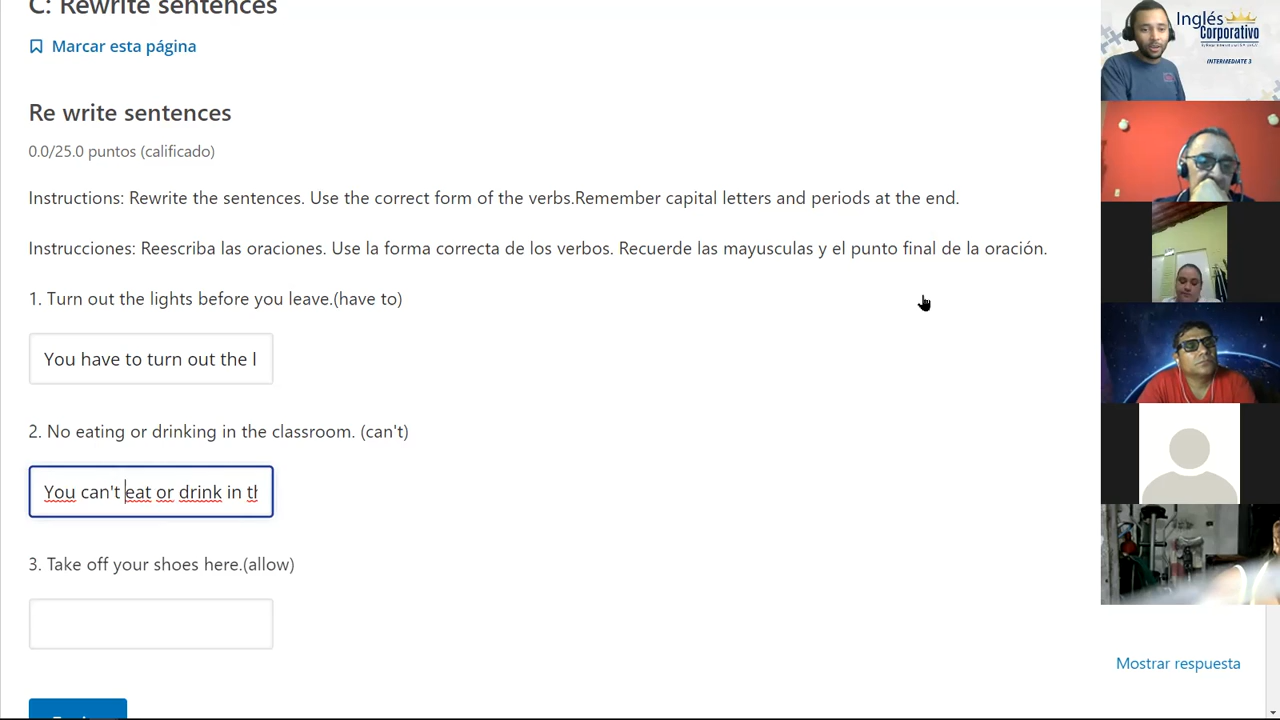 C: Rewrite sentences
Marcar esta página
Re write sentences
0.0/25.0 puntos (calificado)
Instructions: Rewrite the sentences. Use the correct form of the verbs.Remember capital letters and periods at the end.
Instrucciones: Reescriba las oraciones. Use la forma correcta de los verbos. Recuerde las mayusculas y el punto final de la oración.
1. Turn out the lights before you leave.(have to)
You have to turn out the l
2. No eating or drinking in the classroom. (can't)
You can't eat or drink in th
3. Take off your shoes here.(allow)
Mostrar respuesta
Inglés
Corporativo
INTERMEDIATE 3